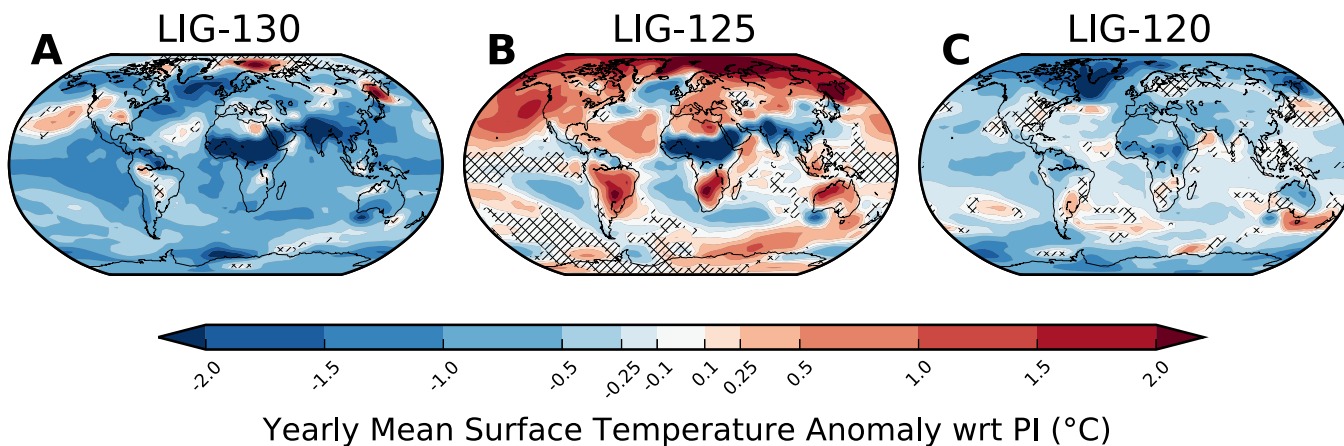 A LIG-130
B LIG-125
C LIG-120
-2.0 -1.5 -1.0 -0.5 -0.25 -0.1 0.1 0.25 0.5 1.0 1.5 2.0
Yearly Mean Surface Temperature Anomaly wrt PI (°C)